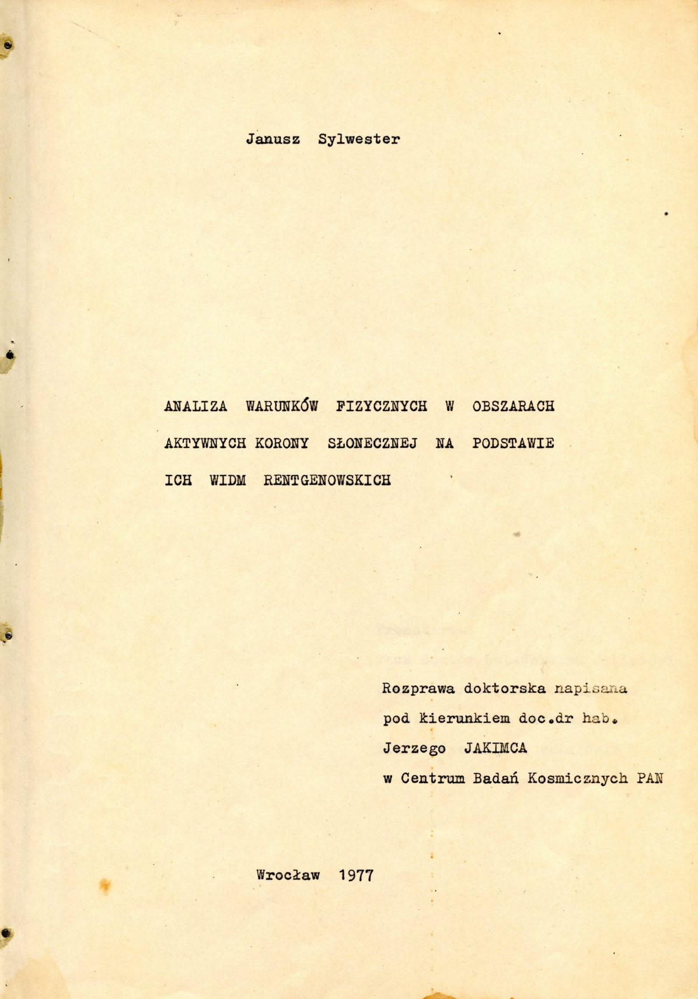 Janusz Sylwester
ANALIZA WARUNKÓW FIZYCZNYCH W OBSZARACH
AKTYWNYCH KORONY SŁONECZNEJ NA PODSTAWIE
ICH WIDM RENTGENOWSKICH
Rozprawa doktorska napisana
pod kierunkiem doc.dr hab.
Jerzego JAKIMCA
w Centrum Badań Kosmicznych PAN
Wrocław 1977